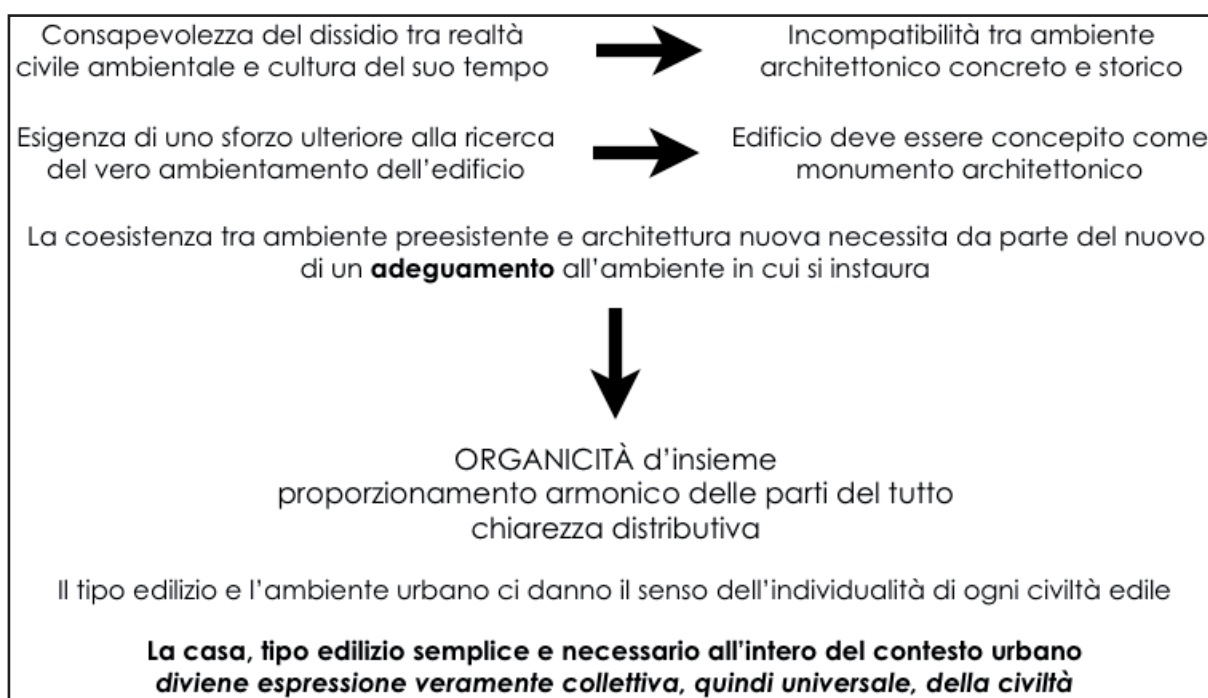 Consapevolezza del dissidio tra realtà
civile ambientale e cultura del suo tempo
Incompatibilità tra ambiente
architettonico concreto e storico
Esigenza di uno sforzo ulteriore alla ricerca
del vero ambientamento dell'edificio
Edificio deve essere concepito come
monumento architettonico
La coesistenza tra ambiente preesistente e architettura nuova necessita da parte del nuovo
di un adeguamento all'ambiente in cui si instaura
ORGANICITÀ d'insieme
proporzionamento armonico delle parti del tutto
chiarezza distributiva
Il tipo edilizio e l'ambiente urbano ci danno il senso dell'individualità di ogni civiltà edile
La casa, tipo edilizio semplice e necessario all'intero del contesto urbano
diviene espressione veramente collettiva, quindi universale, della civiltà